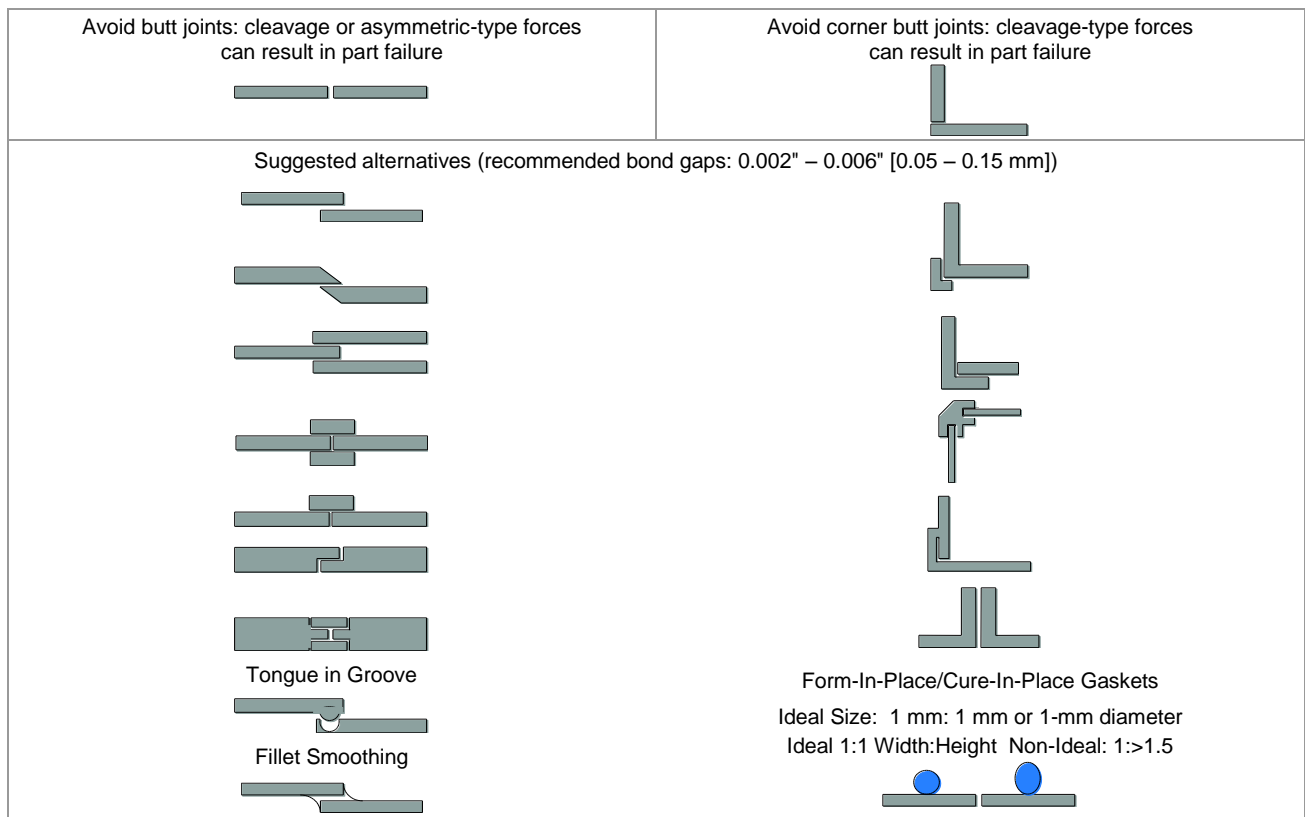 Avoid butt joints: cleavage or asymmetric-type forces
can result in part failure
Avoid corner butt joints: cleavage-type forces
can result in part failure
Suggested alternatives (recommended bond gaps: 0.002" – 0.006" [0.05 – 0.15 mm])
Tongue in Groove
Fillet Smoothing
Form-In-Place/Cure-In-Place Gaskets
Ideal Size: 1 mm: 1 mm or 1-mm diameter
Ideal 1:1 Width:Height Non-Ideal: 1:>1.5